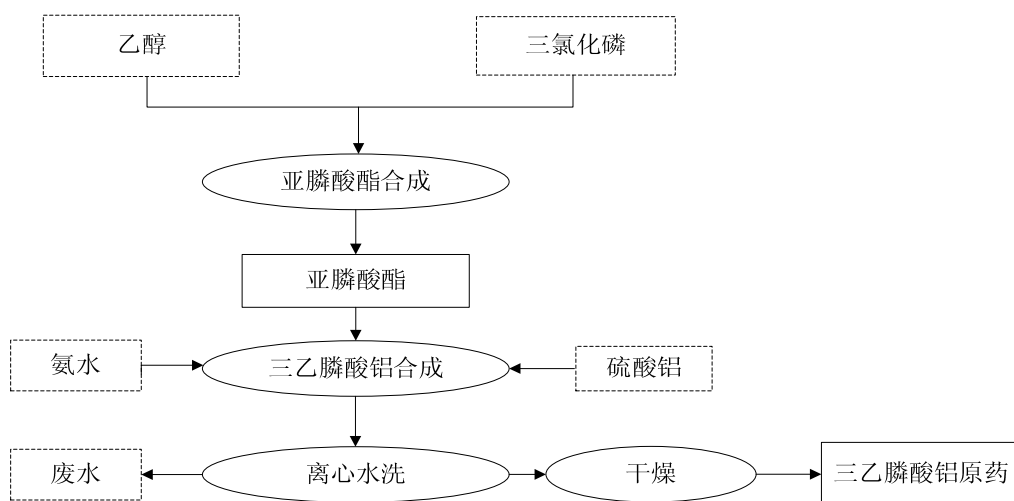 乙醇
三氯化磷
亚膦酸酯合成
亚膦酸酯
氨水
三乙膦酸铝合成
硫酸铝
废水
离心水洗
干燥
三乙膦酸铝原药